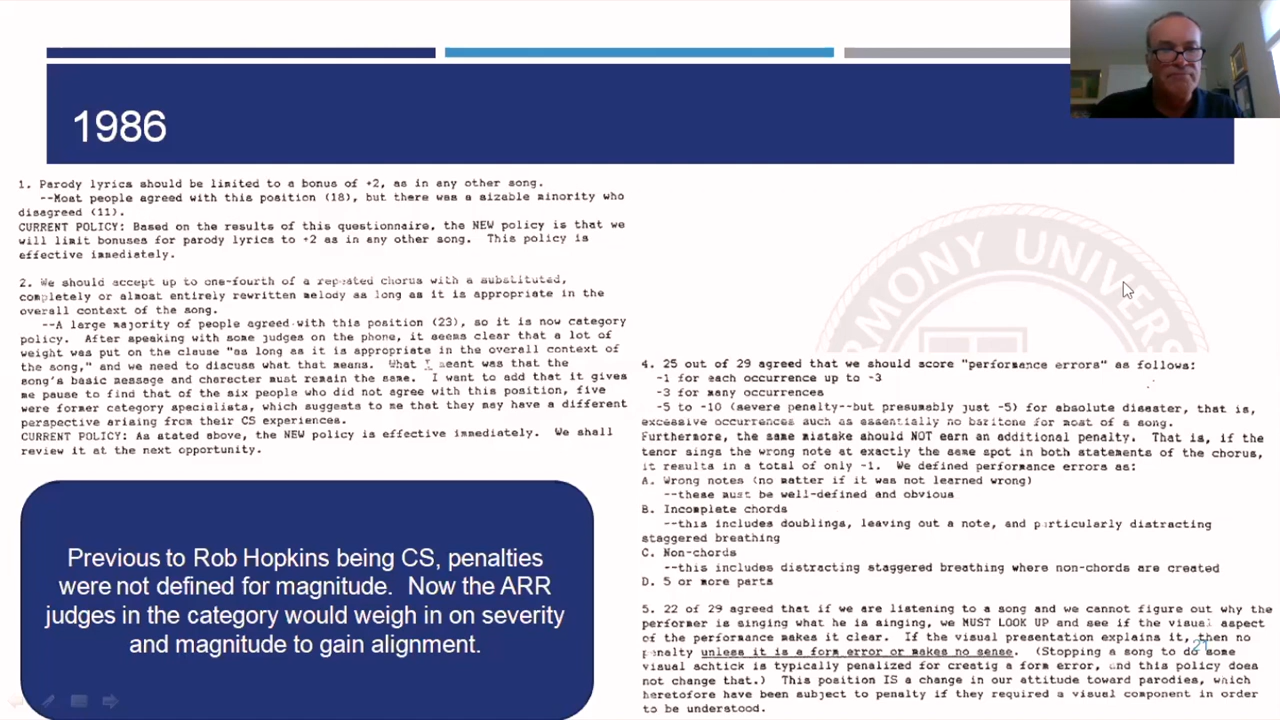 1986
1. Parody lyrics should be limited to a bonus of +2, as in any other song.
--Most people agreed with this position (18), but there was a sizable minority who
disagreed (11).
CURRENT POLICY: Based on the results of this questionnaire, the NEW policy is that we
will limit bonuses for parody lyrics to +2 as in any other song. This policy is
effective immediately.
2. We should accept up to one-fourth of a repeated chorus with a substituted,
completely or almost entirely rewritten melody as long as it is appropriate in the
overall context of the song.
--A large majority of people agreed with this position (23), so it is now category
policy. After speaking with some judges on the phone, it seems clear that a lot of
weight was put on the clause "as long as it is appropriate in the overall context of
the song," and we need to discuss what that means. What I meant was that the
song's basic message and character must remain the same. I want to add that it gives
me pause to find that of the six people who did not agree with this position, five
were former category specialists, which suggests to me that they may have a different
perspective arising from their CS experiences.
CURRENT POLICY: As stated above, the NEW policy is effective immediately. We shall
review it at the next opportunity.
Previous to Rob Hopkins being CS, penalties
were not defined for magnitude. Now the ARR
judges in the category would weigh in on severity
and magnitude to gain alignment.
RMONY UNIVERS
4. 25 out of 29 agreed that we should score "performance errors" as follows:
-1 for each occurrence up to -3
-3 for many occurrences
-5 to -10 (severe penalty--but presumably just -5) for absolute disaster, that is,
excessive occurrences such as essentially no baritone for most of a song.
Furthermore, the same mistake should NOT earn an additional penalty. That is, if the
tenor sings the wrong note at exactly the same spot in both statements of the chorus,
it results in a total of only -1. We defined performance errors as:
A. Wrong notes (no matter if it was not learned wrong)
--these must be well-defined and obvious
B. Incomplete chords
--this includes doublings, leaving out a note, and particularly distracting
staggered breathing
C. Non-chords
--this includes distracting staggered breathing where non-chords are created
D. 5 or more parts
5. 22 of 29 agreed that if we are listening to a song and we cannot figure out why the
performer is singing what he is singing, we MUST LOOK UP and see if the visual aspect
of the performance makes it clear. If the visual presentation explains it, then no
penalty unless it is a form error or makes no sense. (Stopping a song to do some
visual schtick is typically penalized for creatig a form error, and this policy does
not change that.) This position IS a change in our attitude toward parodies, which
heretofore have been subject to penalty if they required a visual component in order
to be understood.
21